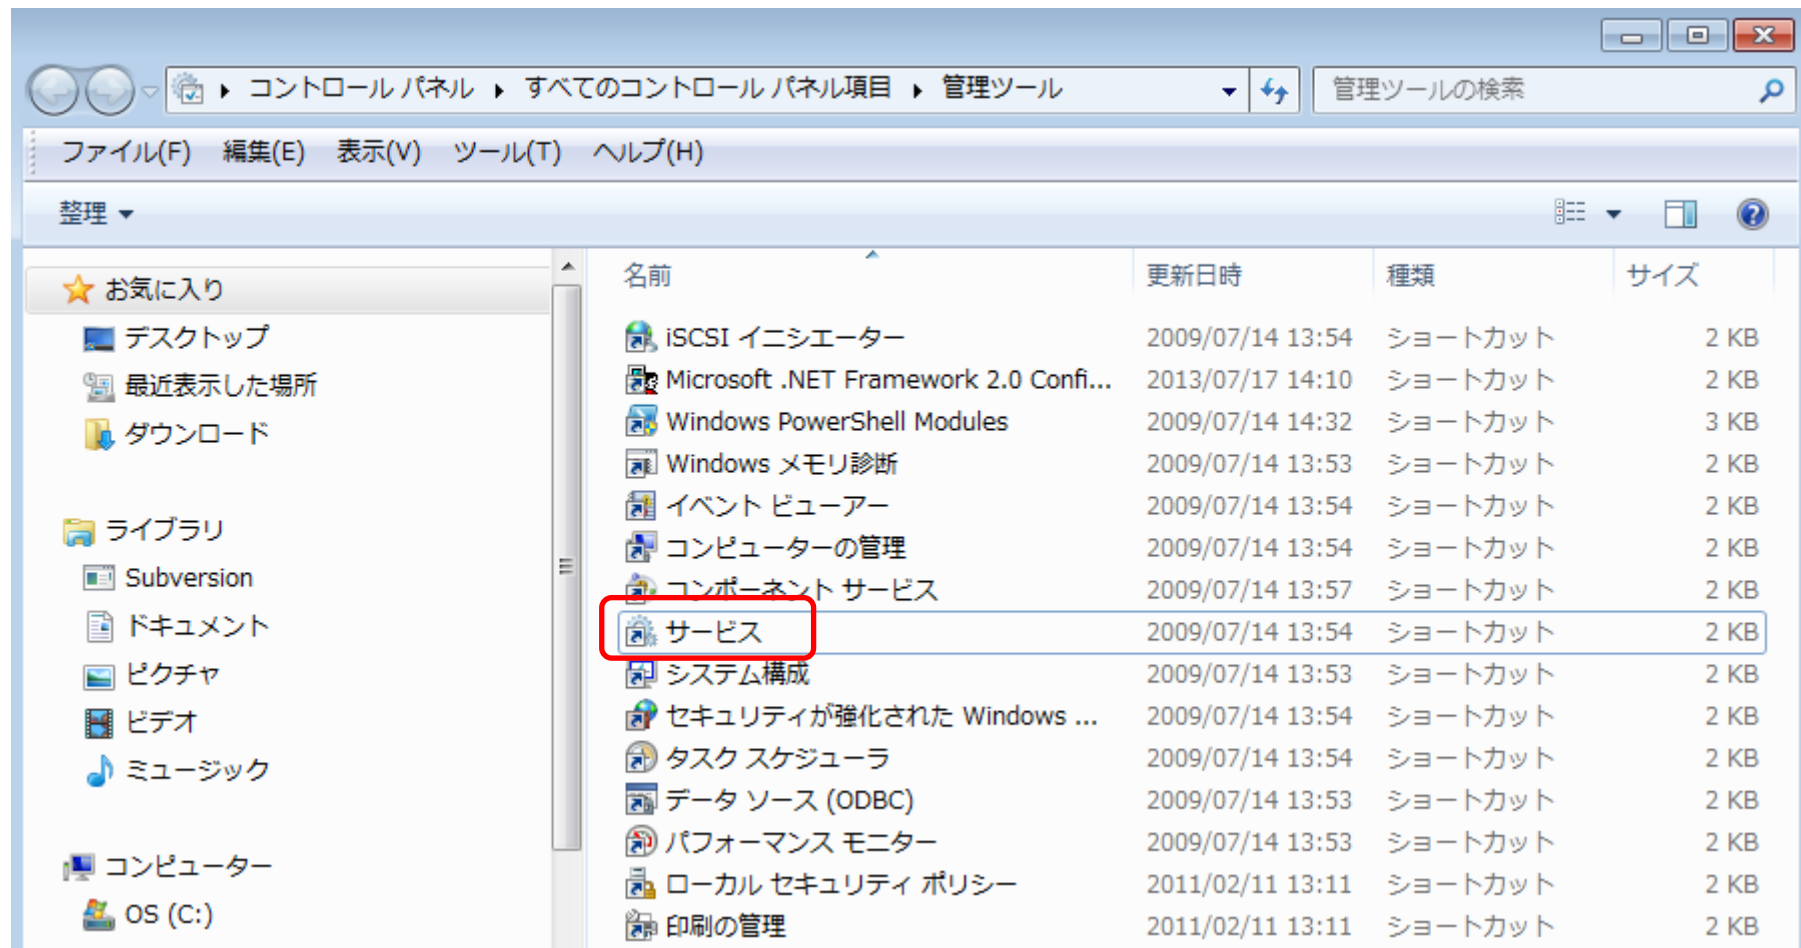 コントロール パネル ▸ すべてのコントロール パネル項目 ▸ 管理ツール
管理ツールの検索
ファイル(F) 編集(E) 表示(V) ツール(T) ヘルプ(H)
整理
お気に入り
デスクトップ
最近表示した場所
ダウンロード
ライブラリ
Subversion
ドキュメント
ピクチャ
ビデオ
ミュージック
コンピューター
OS (C:)
名前 更新日時 種類 サイズ
iSCSI イニシエーター 2009/07/14 13:54 ショートカット 2 KB
Microsoft .NET Framework 2.0 Confi... 2013/07/17 14:10 ショートカット 2 KB
Windows PowerShell Modules 2009/07/14 14:32 ショートカット 3 KB
Windows メモリ診断 2009/07/14 13:53 ショートカット 2 KB
イベント ビューアー 2009/07/14 13:54 ショートカット 2 KB
コンピューターの管理 2009/07/14 13:54 ショートカット 2 KB
コンポーネント サービス 2009/07/14 13:57 ショートカット 2 KB
サービス 2009/07/14 13:54 ショートカット 2 KB
システム構成 2009/07/14 13:53 ショートカット 2 KB
セキュリティが強化された Windows ... 2009/07/14 13:54 ショートカット 2 KB
タスク スケジューラ 2009/07/14 13:54 ショートカット 2 KB
データ ソース (ODBC) 2009/07/14 13:53 ショートカット 2 KB
パフォーマンス モニター 2009/07/14 13:53 ショートカット 2 KB
ローカル セキュリティ ポリシー 2011/02/11 13:11 ショートカット 2 KB
印刷の管理 2011/02/11 13:11 ショートカット 2 KB